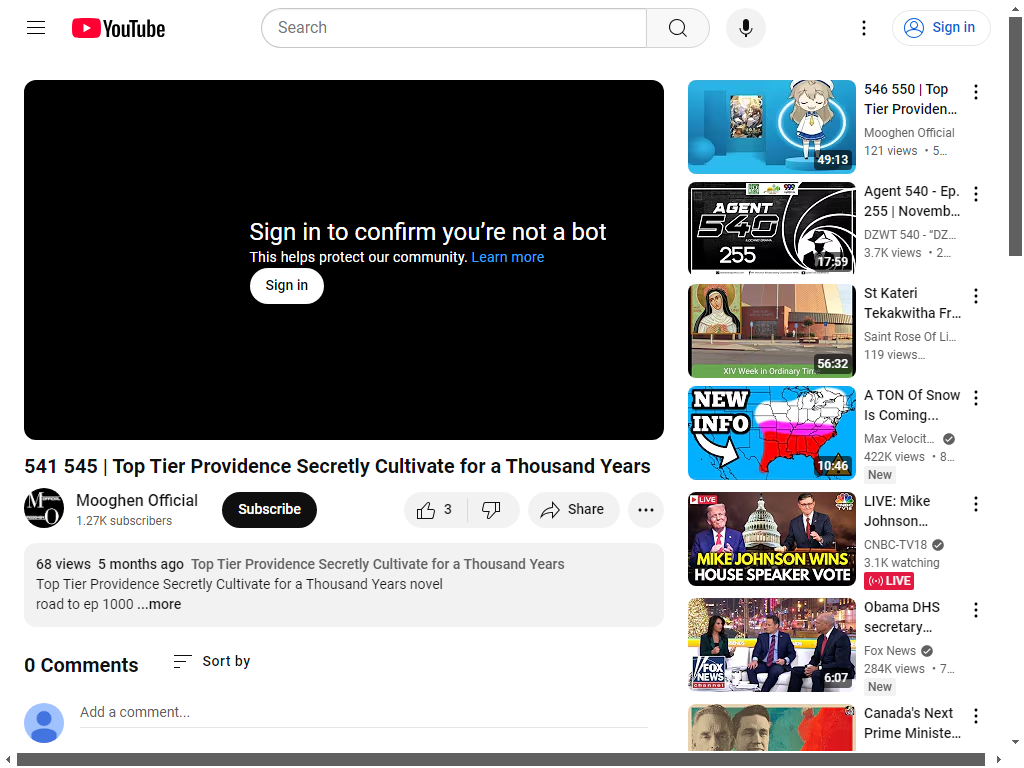 YouTube
Search
Sign in
Sign in to confirm you’re not a bot
This helps protect our community. Learn more
Sign in
541 545 | Top Tier Providence Secretly Cultivate for a Thousand Years
Mooghen Official
1.27K subscribers
Subscribe
3
Share
68 views 5 months ago Top Tier Providence Secretly Cultivate for a Thousand Years
Top Tier Providence Secretly Cultivate for a Thousand Years novel
road to ep 1000 ...more
0 Comments
Sort by
Add a comment...
49:13
546 550 | Top
Tier Providen...
Mooghen Official
121 views • 5...
AGENT
540
255
17:59
Agent 540 - Ep.
255 | Novemb...
DZWT 540 - “DZ...
3.7K views • 2...
XIV Week in Ordinary Tim
56:32
St Kateri
Tekakwitha Fr...
Saint Rose Of Li...
119 views...
NEW
INFO
10:46
A TON Of Snow
Is Coming...
Max Velocit...
422K views • 8...
New
LIVE
MIKE JOHNSON WINS
HOUSE SPEAKER VOTE
LIVE: Mike
Johnson...
CNBC-TV18
3.1K watching
LIVE
FOX
NEWS
channel
6:07
Obama DHS
secretary...
Fox News
284K views • 7...
New
Canada's Next
Prime Ministe...